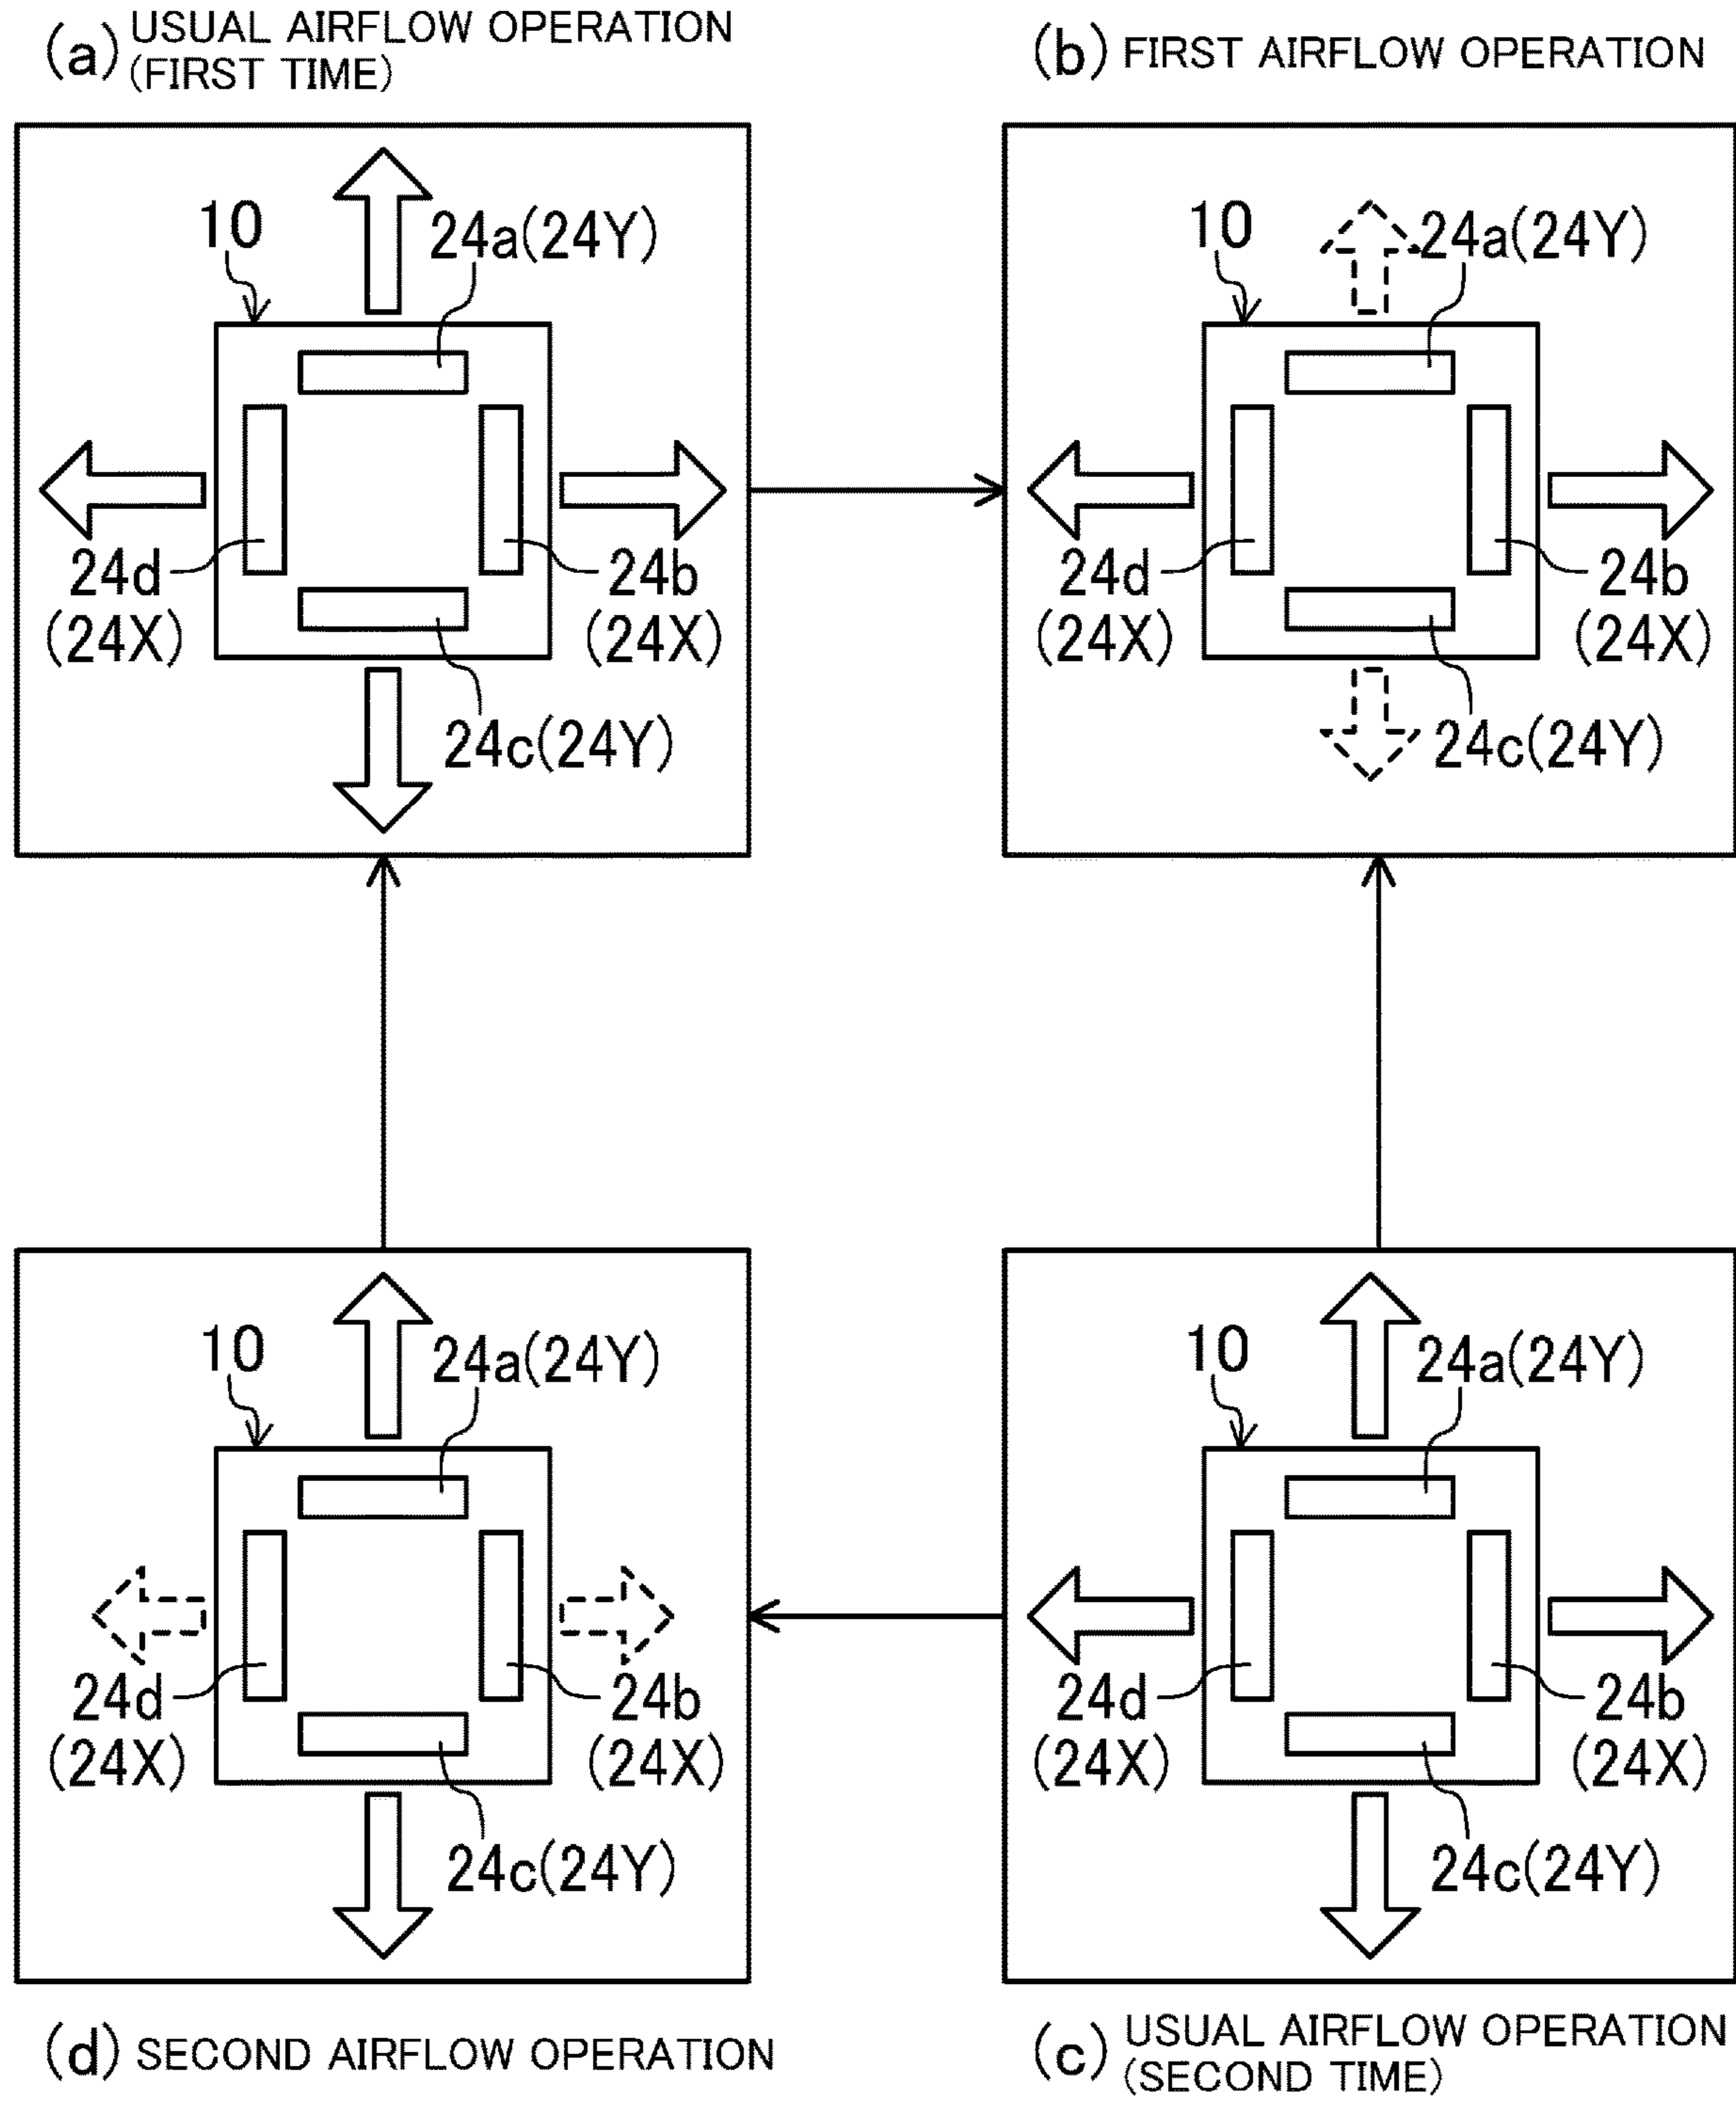 (a) USUAL AIRFLOW OPERATION
(FIRST TIME)
10
24a(24Y)
24d
(24X)
24b
(24X)
24c(24Y)
(b) FIRST AIRFLOW OPERATION
10
24a(24Y)
24d
(24X)
24b
(24X)
24c(24Y)
10
24a(24Y)
24d
(24X)
24b
(24X)
24c(24Y)
(d) SECOND AIRFLOW OPERATION
10
24a(24Y)
24d
(24X)
24b
(24X)
24c(24Y)
(c) USUAL AIRFLOW OPERATION
(SECOND TIME)